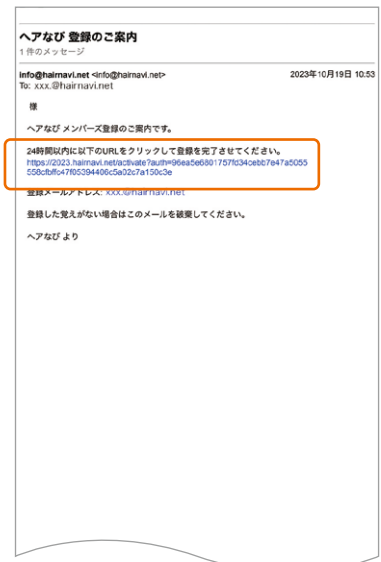 ヘアなび 登録のご案内
1 件のメッセージ
info@hairnavi.net <info@hairnavi.net> 2023年10月19日 10:53
To: xxx.@hairnavi.net
様
ヘアなび メンバーズ登録のご案内です。
24時間以内に以下のURLをクリックして登録を完了させてください。
https://2023.hairnavi.net/activate?auth=96ea5e6801757fd34cebb7e47a5055
558cfbffc47f05394406c5a02c7a150c3e
登録メールアドレス: xxx.@hairnavi.net
登録した覚えがない場合はこのメールを破棄してください。
ヘアなび より